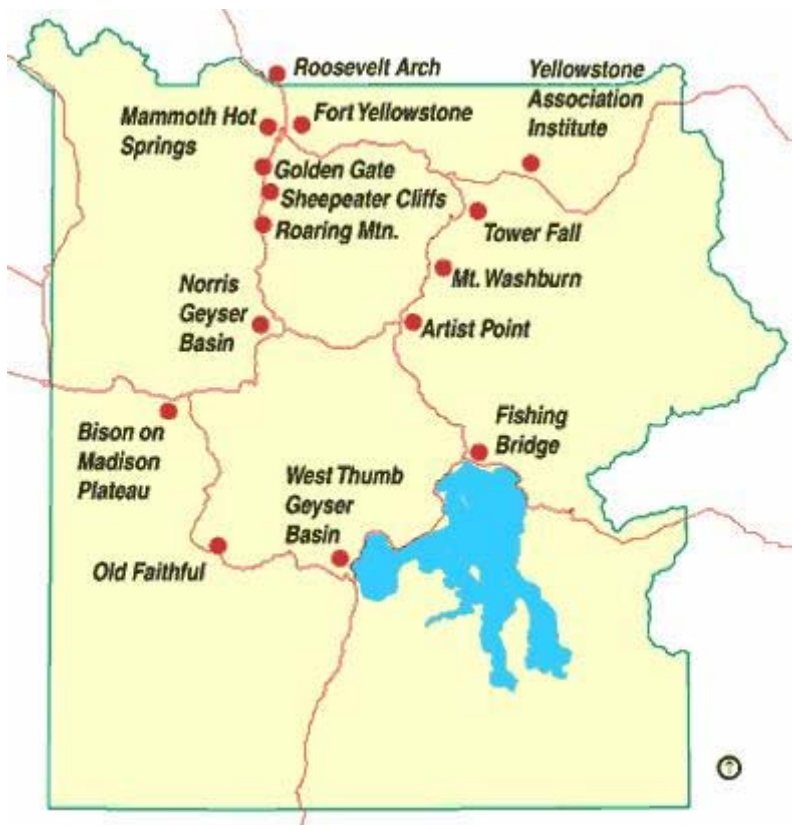 Roosevelt Arch
Yellowstone
Association
Institute
Mammoth Hot
Springs
Fort Yellowstone
Golden Gate
Sheepeater Cliffs
Roaring Mtn.
Tower Fall
Mt. Washburn
Norris
Geyser
Basin
Artist Point
Bison on
Madison
Plateau
Fishing
Bridge
West Thumb
Geyser
Basin
Old Faithful